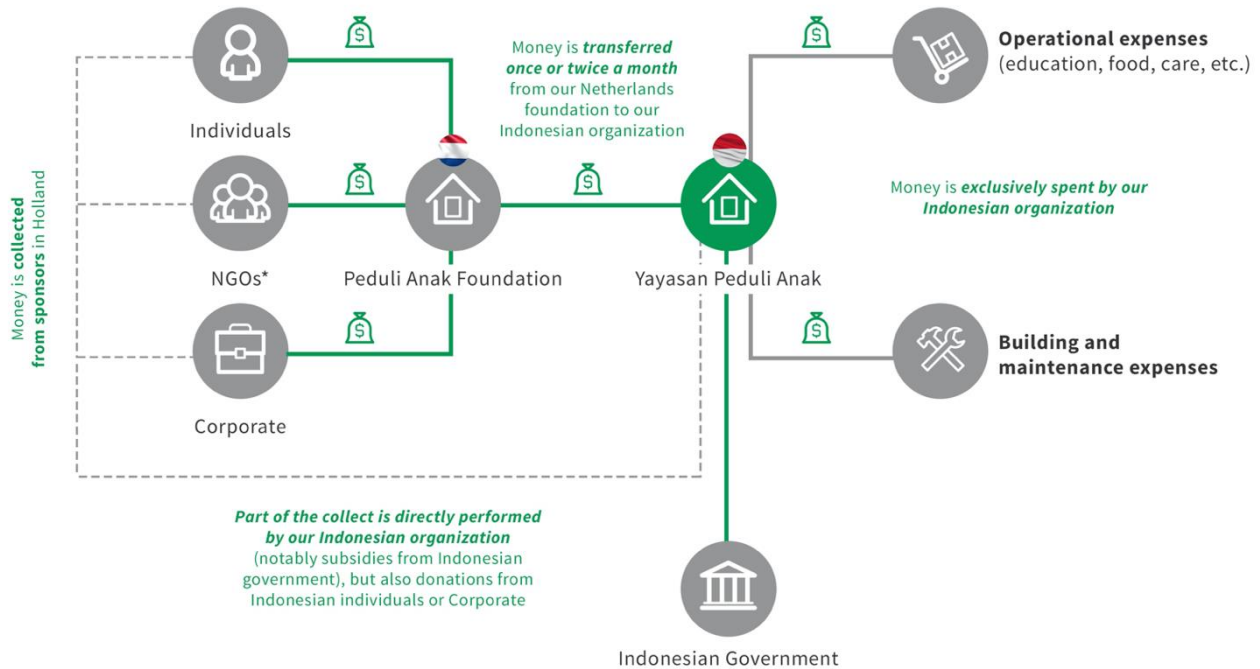 Money is transferred
once or twice a month
from our Netherlands
foundation to our
Indonesian organization
Operational expenses
(education, food, care, etc.)
Individuals
Money is collected
from sponsors in Holland
NGOs*
Peduli Anak Foundation
Yayasan Peduli Anak
Money is exclusively spent by our
Indonesian organization
Corporate
Building and
maintenance expenses
Part of the collect is directly performed
by our Indonesian organization
(notably subsidies from Indonesian
government), but also donations from
Indonesian individuals or Corporate
Indonesian Government